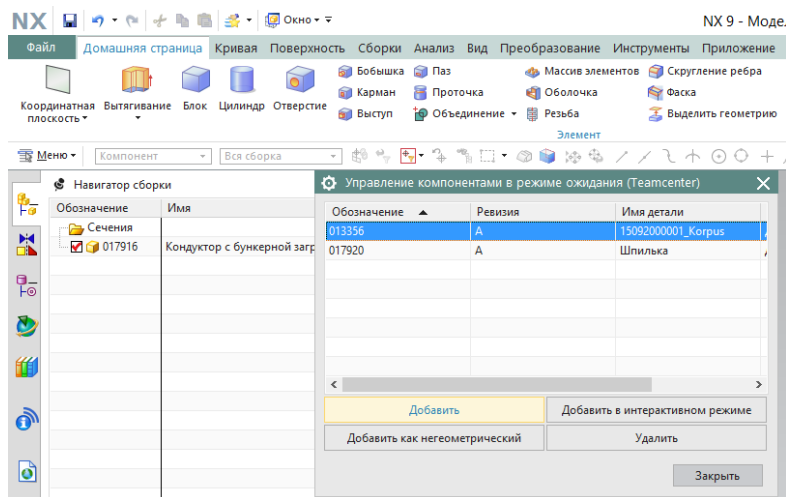 NX Окно NX 9 - Моде
Файл Домашняя страница Кривая Поверхность Сборки Анализ Вид Преобразование Инструменты Приложение
Координатная плоскость Вытягивание Блок Цилиндр Отверстие
Бобышка Паз Массив элементов Скругление ребра
Карман Проточка Оболочка Фаска
Выступ Объединение Резьба Выделить геометрию
Элемент
Меню Компонент Вся сборка
Навигатор сборки
Обозначение Имя
Сечения
017916 Кондуктор с бункерной загр
Управление компонентами в режиме ожидания (Teamcenter)
Обозначение Ревизия Имя детали
013356 A 15092000001_Korpus
017920 A Шпилька
Добавить Добавить в интерактивном режиме
Добавить как негеометрический Удалить
Закрыть